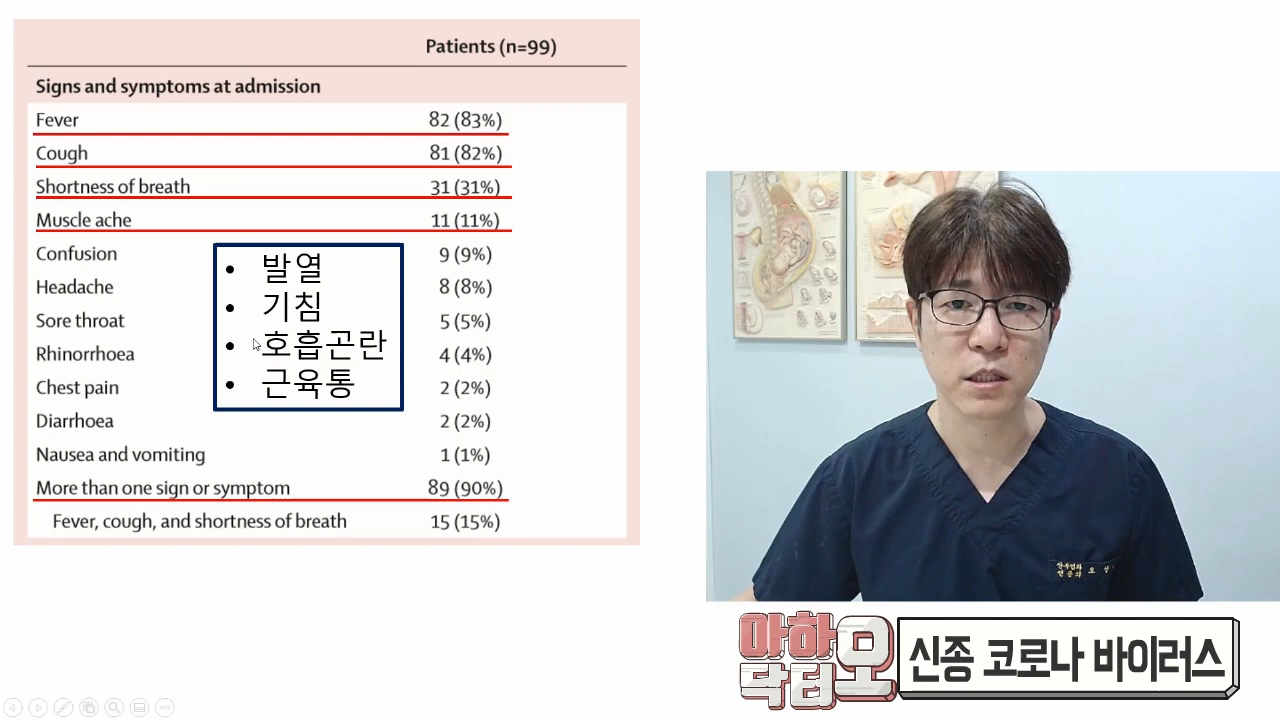 Patients (n=99)
Signs and symptoms at admission
Fever 82 (83%)
Cough 81 (82%)
Shortness of breath 31 (31%)
Muscle ache 11 (11%)
Confusion 9 (9%)
Headache 8 (8%)
Sore throat 5 (5%)
Rhinorrhoea 4 (4%)
Chest pain 2 (2%)
Diarrhoea 2 (2%)
Nausea and vomiting 1 (1%)
More than one sign or symptom 89 (90%)
Fever, cough, and shortness of breath 15 (15%)
• 발열
• 기침
• 호흡곤란
• 근육통
아하
닥터오
신종 코로나 바이러스